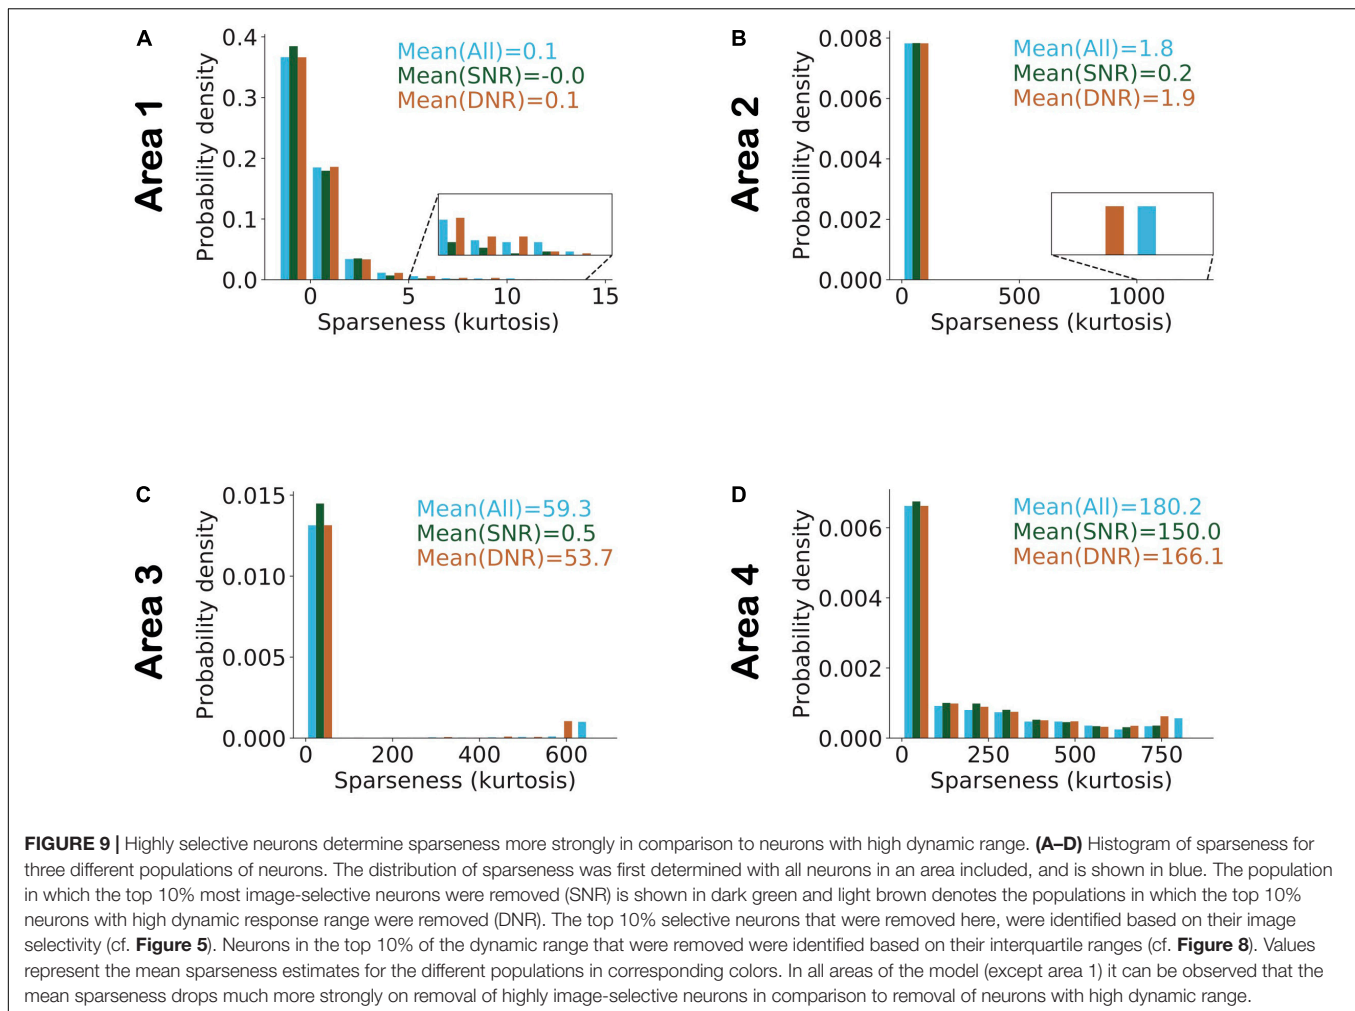 A
Area 1
Probability density
0.4
0.3
0.2
0.1
0.0
Mean(All)=0.1
Mean(SNR)=-0.0
Mean(DNR)=0.1
0 5 10 15
Sparseness (kurtosis)
B
Area 2
Probability density
0.008
0.006
0.004
0.002
0.000
Mean(All)=1.8
Mean(SNR)=0.2
Mean(DNR)=1.9
0 500 1000
Sparseness (kurtosis)
C
Area 3
Probability density
0.015
0.010
0.005
0.000
Mean(All)=59.3
Mean(SNR)=0.5
Mean(DNR)=53.7
0 200 400 600
Sparseness (kurtosis)
D
Area 4
Probability density
0.006
0.004
0.002
0.000
Mean(All)=180.2
Mean(SNR)=150.0
Mean(DNR)=166.1
0 250 500 750
Sparseness (kurtosis)
FIGURE 9 | Highly selective neurons determine sparseness more strongly in comparison to neurons with high dynamic range. (A–D) Histogram of sparseness for
three different populations of neurons. The distribution of sparseness was first determined with all neurons in an area included, and is shown in blue. The population
in which the top 10% most image-selective neurons were removed (SNR) is shown in dark green and light brown denotes the populations in which the top 10%
neurons with high dynamic response range were removed (DNR). The top 10% selective neurons that were removed here, were identified based on their image
selectivity (cf. Figure 5). Neurons in the top 10% of the dynamic range that were removed were identified based on their interquartile ranges (cf. Figure 8). Values
represent the mean sparseness estimates for the different populations in corresponding colors. In all areas of the model (except area 1) it can be observed that the
mean sparseness drops much more strongly on removal of highly image-selective neurons in comparison to removal of neurons with high dynamic range.